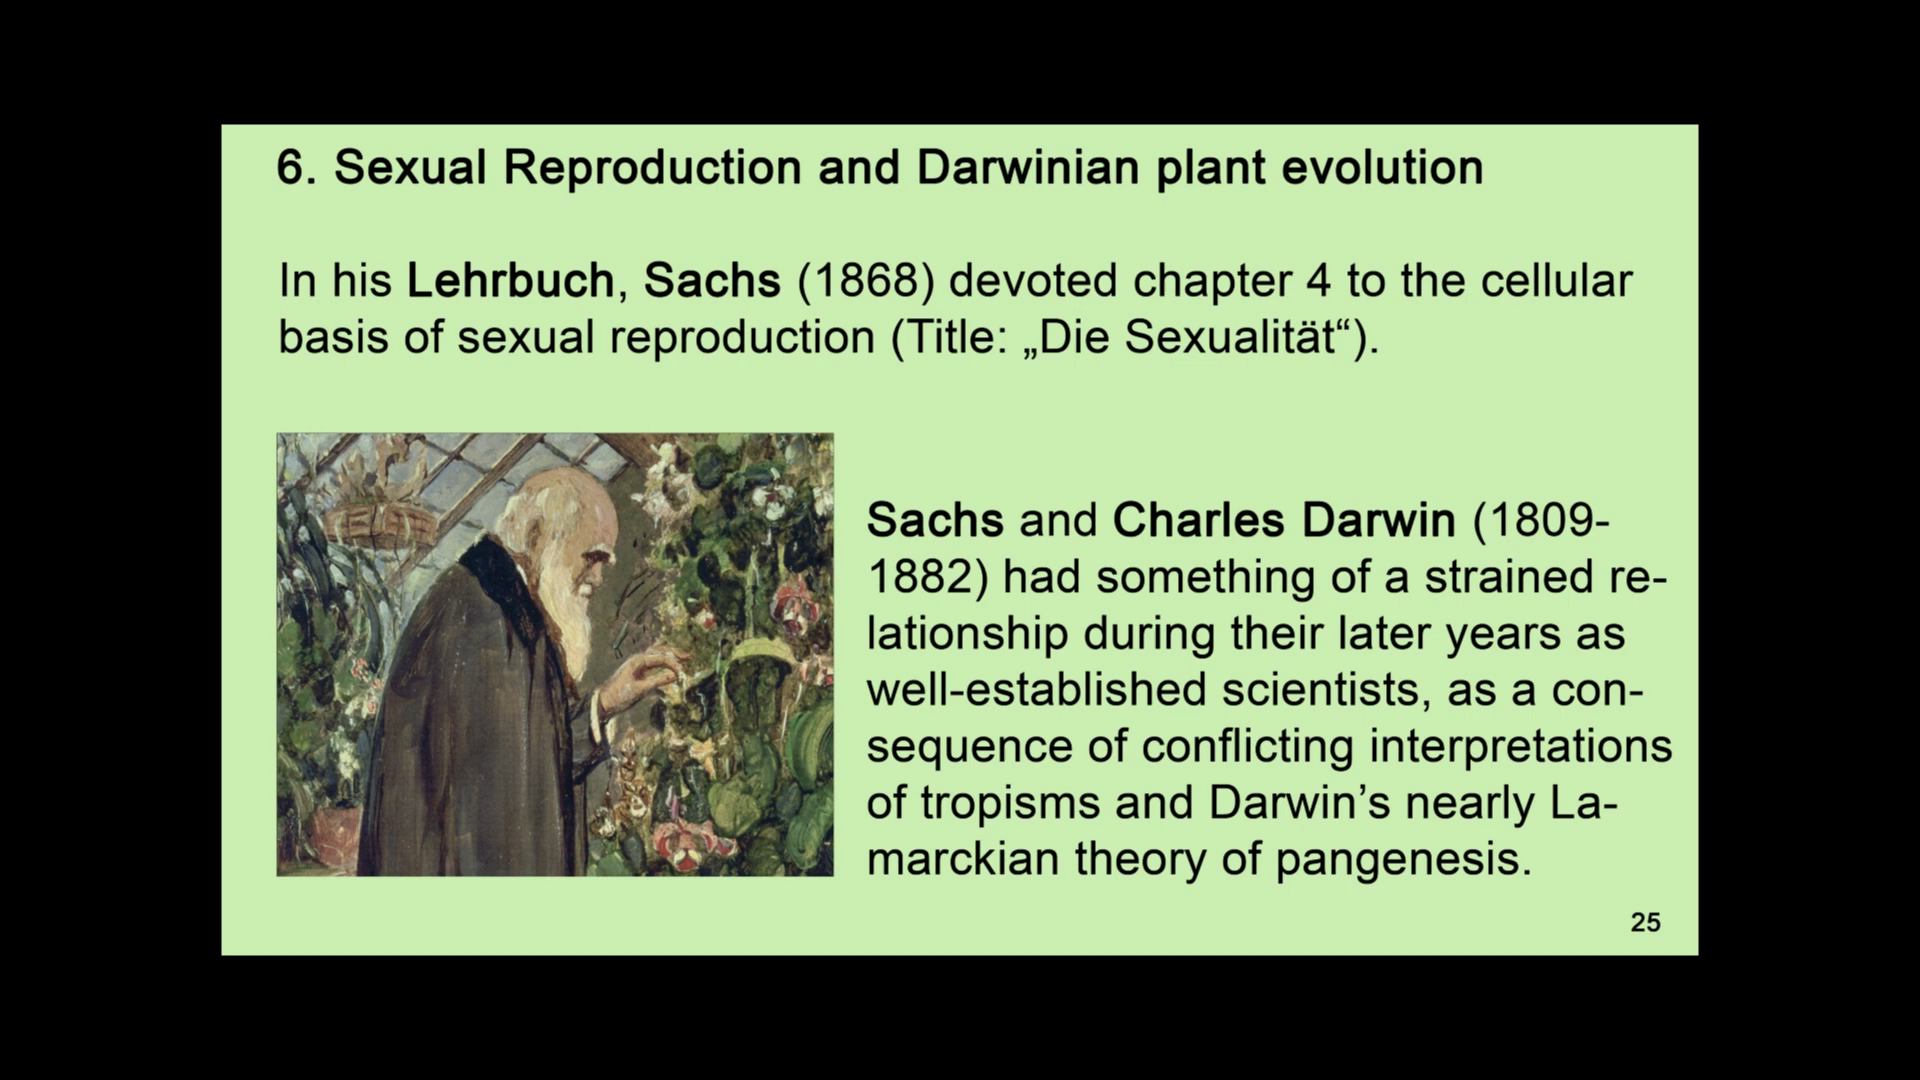 6. Sexual Reproduction and Darwinian plant evolution
In his Lehrbuch, Sachs (1868) devoted chapter 4 to the cellular
basis of sexual reproduction (Title: „Die Sexualität“).
Sachs and Charles Darwin (1809-
1882) had something of a strained re-
lationship during their later years as
well-established scientists, as a con-
sequence of conflicting interpretations
of tropisms and Darwin’s nearly La-
marckian theory of pangenesis.
25